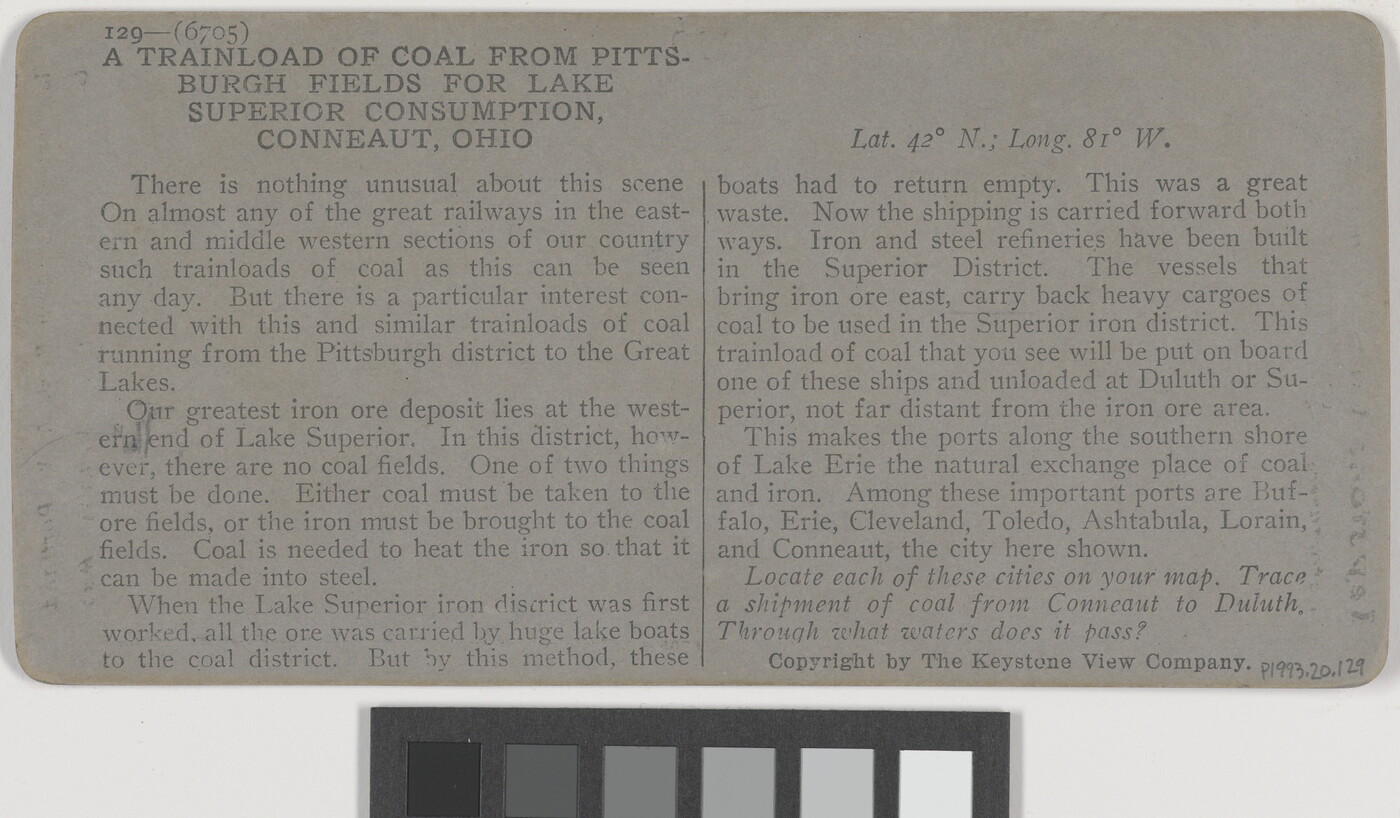 129—(6705)
A TRAINLOAD OF COAL FROM PITTS-
BURGH FIELDS FOR LAKE
SUPERIOR CONSUMPTION,
CONNEAUT, OHIO
Lat. 42° N.; Long. 81° W.
There is nothing unusual about this scene
On almost any of the great railways in the east-
ern and middle western sections of our country
such trainloads of coal as this can be seen
any day. But there is a particular interest con-
nected with this and similar trainloads of coal
running from the Pittsburgh district to the Great
Lakes.
Our greatest iron ore deposit lies at the west-
ern end of Lake Superior. In this district, how-
ever, there are no coal fields. One of two things
must be done. Either coal must be taken to the
ore fields, or the iron must be brought to the coal
fields. Coal is needed to heat the iron so that it
can be made into steel.
When the Lake Superior iron district was first
worked, all the ore was carried by huge lake boats
to the coal district. But by this method, these
boats had to return empty. This was a great
waste. Now the shipping is carried forward both
ways. Iron and steel refineries have been built
in the Superior District. The vessels that
bring iron ore east, carry back heavy cargoes of
coal to be used in the Superior iron district. This
trainload of coal that you see will be put on board
one of these ships and unloaded at Duluth or Su-
perior, not far distant from the iron ore area.
This makes the ports along the southern shore
of Lake Erie the natural exchange place of coal
and iron. Among these important ports are Buf-
falo, Erie, Cleveland, Toledo, Ashtabula, Lorain,
and Conneaut, the city here shown.
Locate each of these cities on your map. Trace
a shipment of coal from Conneaut to Duluth.
Through what waters does it pass?
Copyright by The Keystone View Company.
P1993.20.129